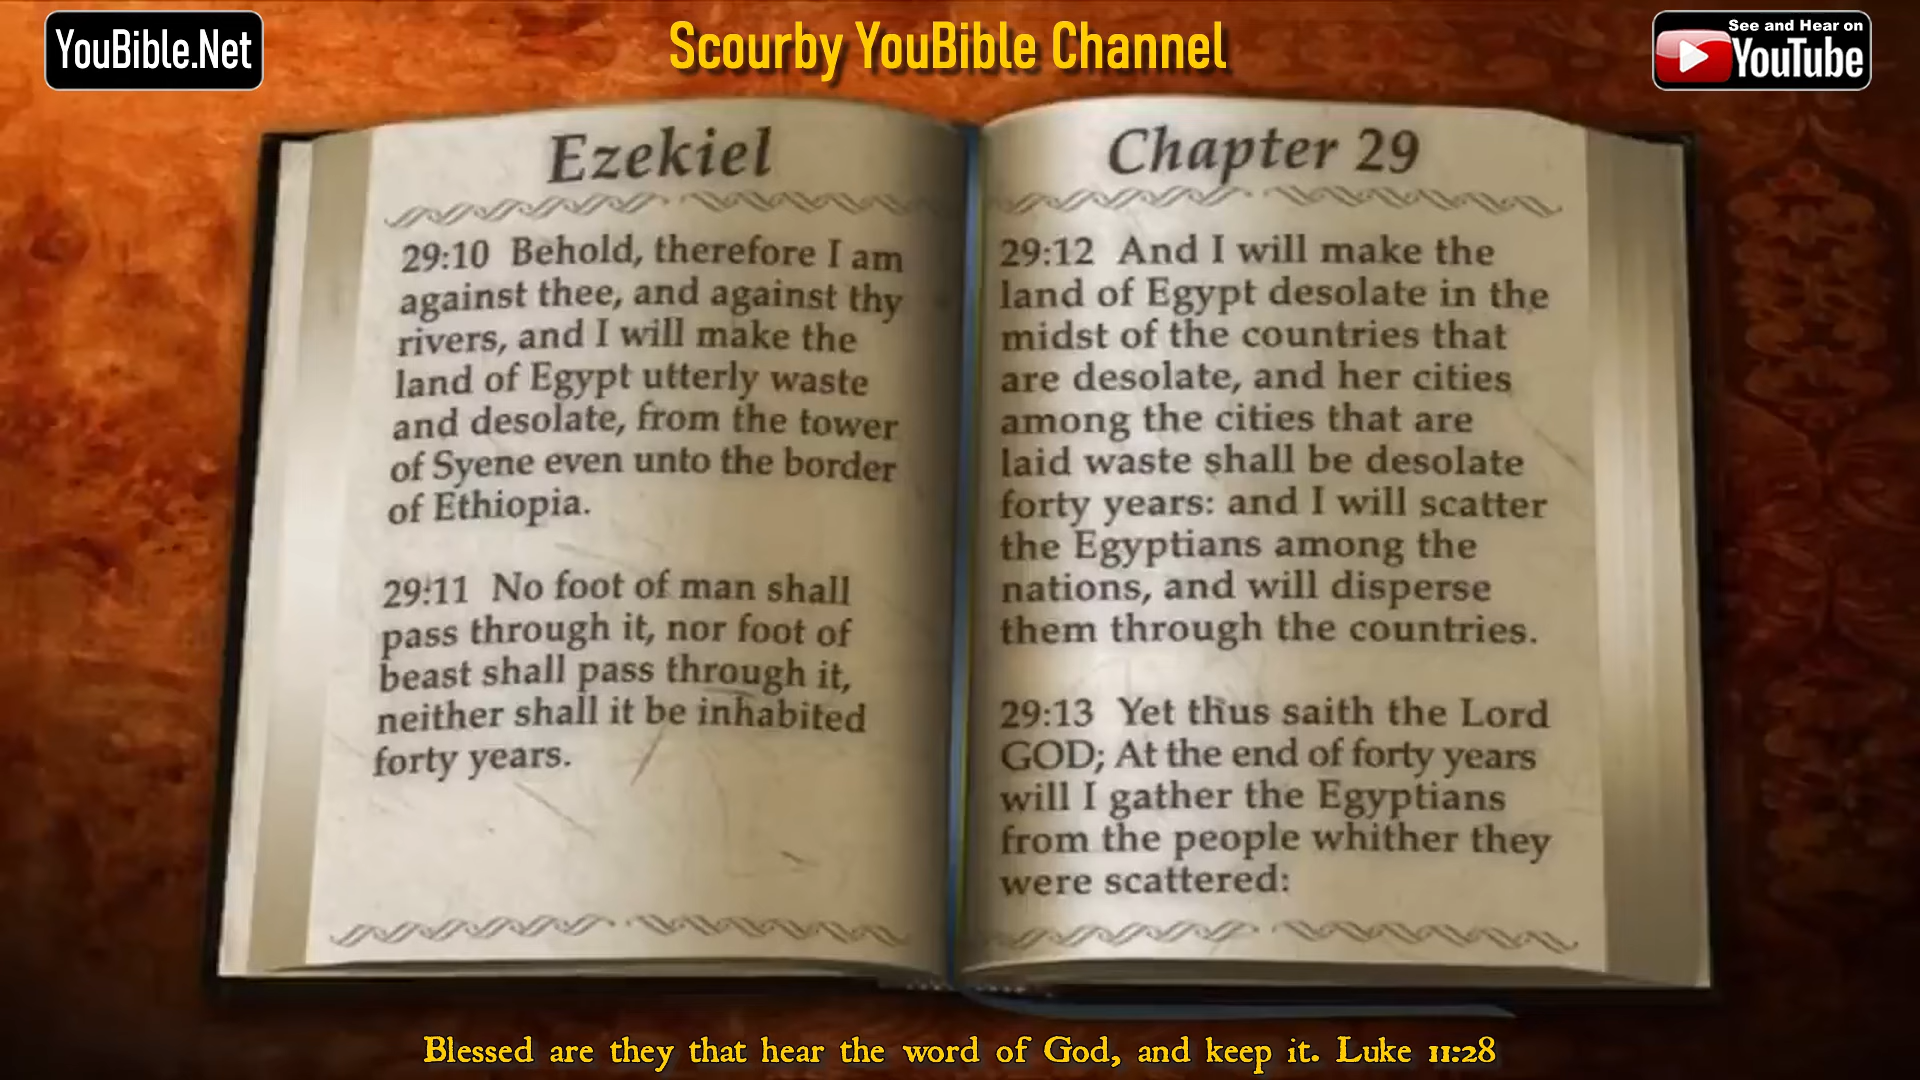 YouBible.Net
Scourby YouBible Channel
See and Hear on
YouTube
Ezekiel
29:10 Behold, therefore I am
against thee, and against thy
rivers, and I will make the
land of Egypt utterly waste
and desolate, from the tower
of Syene even unto the border
of Ethiopia.
29:11 No foot of man shall
pass through it, nor foot of
beast shall pass through it,
neither shall it be inhabited
forty years.
Chapter 29
29:12 And I will make the
land of Egypt desolate in the
midst of the countries that
are desolate, and her cities
among the cities that are
laid waste shall be desolate
forty years: and I will scatter
the Egyptians among the
nations, and will disperse
them through the countries.
29:13 Yet thus saith the Lord
GOD; At the end of forty years
will I gather the Egyptians
from the people whither they
were scattered:
Blessed are they that hear the word of God, and keep it. Luke 11:28